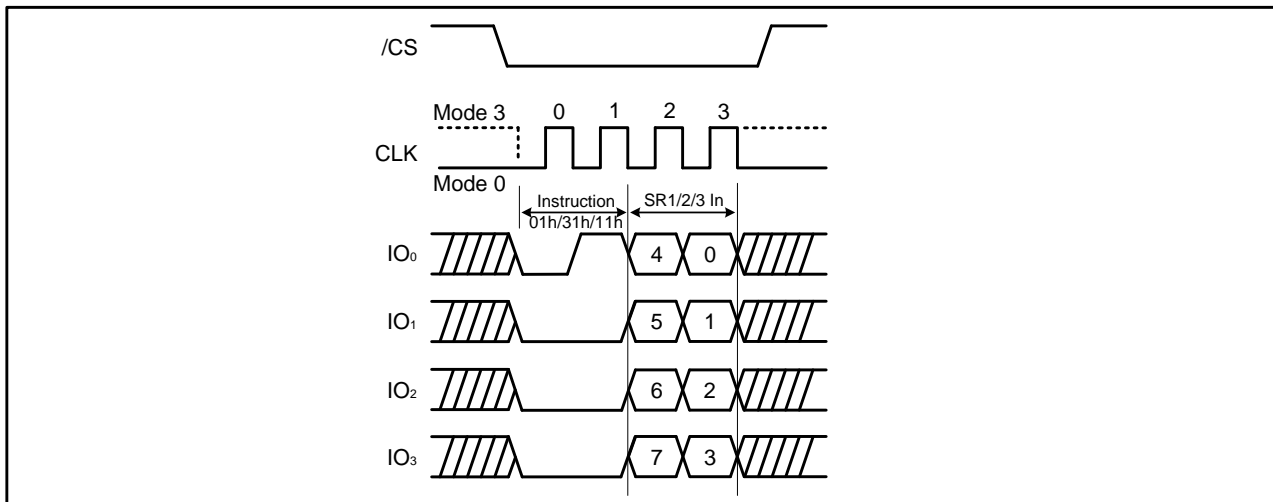 /CS
Mode 3 0 1 2 3
CLK
Mode 0
Instruction SR1/2/3 In
01h/31h/11h
IO₀ 4 0
IO₁ 5 1
IO₂ 6 2
IO₃ 7 3